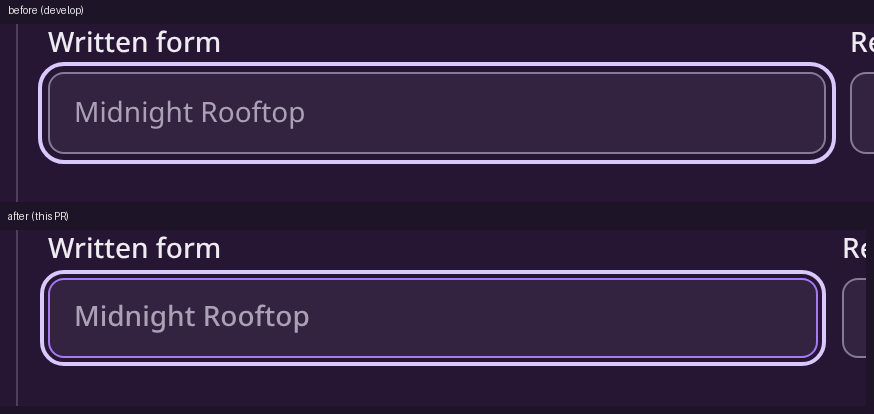 before (develop)
Written form
Re
Midnight Rooftop
after (this PR)
Written form
Re
Midnight Rooftop